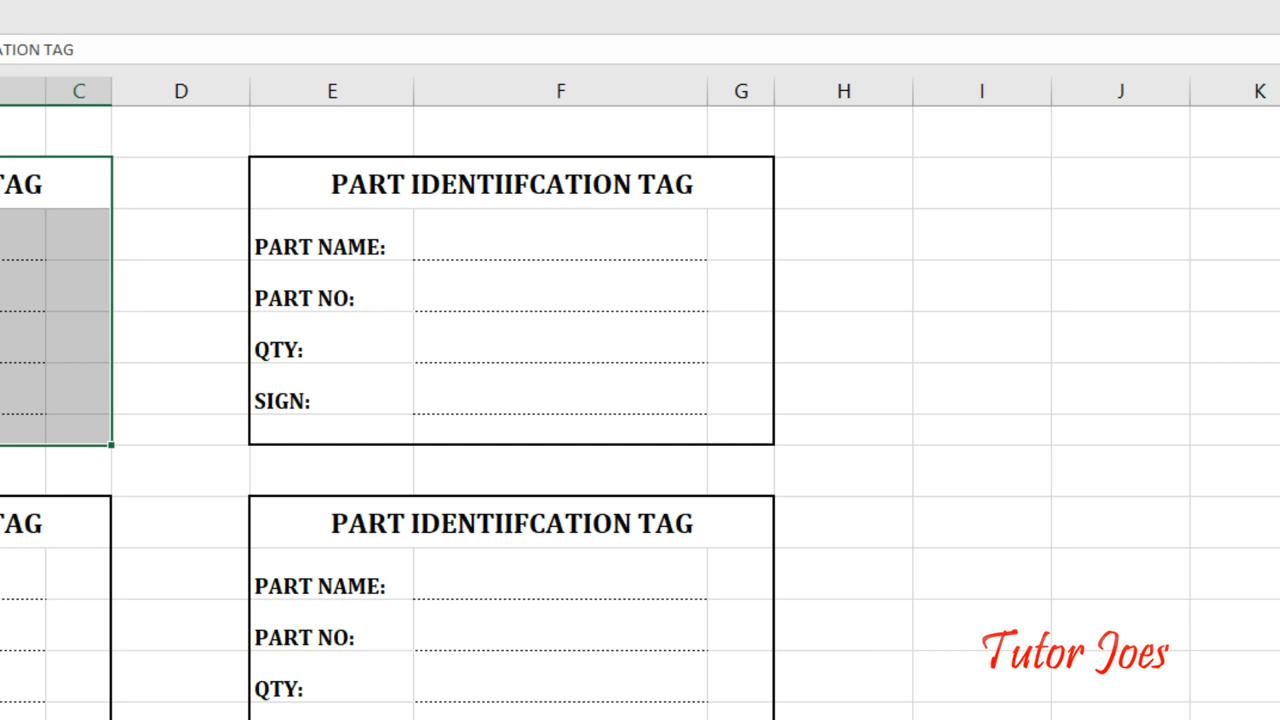 ATION TAG
C D E F G H I J K
TAG PART IDENTIIFCATION TAG
PART NAME:
PART NO:
QTY:
SIGN:
TAG PART IDENTIIFCATION TAG
PART NAME:
PART NO:
QTY:
Tutor Joes